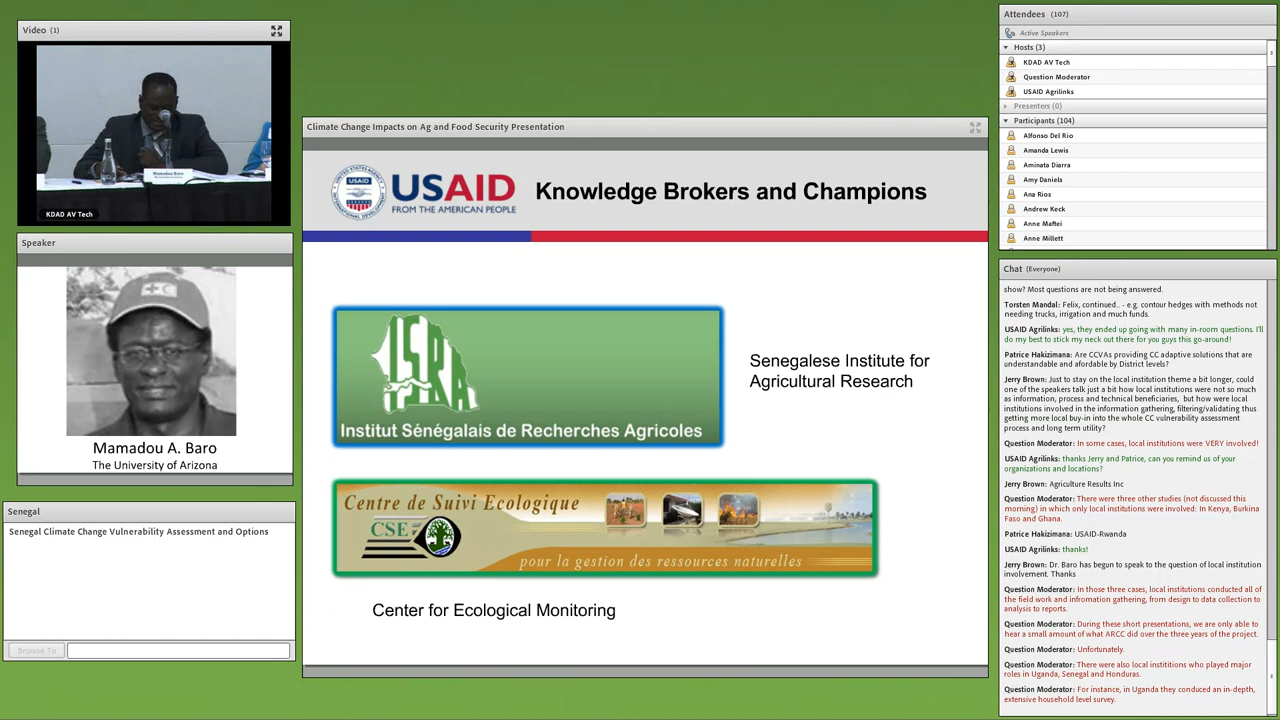 Video (1)
Mamadou Baro
KDAD AV Tech
Speaker
Mamadou A. Baro
The University of Arizona
Senegal
Senegal Climate Change Vulnerability Assessment and Options
Browse To
Climate Change Impacts on Ag and Food Security Presentation
USAID
FROM THE AMERICAN PEOPLE
Knowledge Brokers and Champions
ISRA
Institut Sénégalais de Recherches Agricoles
Senegalese Institute for
Agricultural Research
Centre de Suivi Ecologique
CSE
pour la gestion des ressources naturelles
Center for Ecological Monitoring
Attendees (107)
Active Speakers
Hosts (3)
KDAD AV Tech
Question Moderator
USAID Agrilinks
Presenters (0)
Participants (104)
Alfonso Del Rio
Amanda Lewis
Aminata Diarra
Amy Daniels
Ana Rios
Andrew Keck
Anne Maftei
Anne Millett
Chat (Everyone)
show? Most questions are not being answered.
Torsten Mandal: Felix, continued.. - e.g. contour hedges with methods not
needing trucks, irrigation and much funds.
USAID Agrilinks: yes, they ended up going with many in-room questions. I'll
do my best to stick my neck out there for you guys this go-around!
Patrice Hakizimana: Are CCVAs providing CC adaptive solutions that are
understandable and afordable by District levels?
Jerry Brown: Just to stay on the local institution theme a bit longer, could
one of the speakers talk just a bit how local institutions were not so much
as information, process and technical beneficiaries, but how were local
institutions involved in the information gathering, filtering/validating thus
getting more local buy-into the whole CC vulnerability assessment
process and long term utility?
Question Moderator: In some cases, local institutions were VERY involved!
USAID Agrilinks: thanks Jerry and Patrice, can you remind us of your
organizations and locations?
Jerry Brown: Agriculture Results Inc
Question Moderator: There were three other studies (not discussed this
morning) in which only local institutions were involved: In Kenya, Burkina
Faso and Ghana.
Patrice Hakizimana: USAID-Rwanda
USAID Agrilinks: thanks!
Jerry Brown: Dr. Baro has begun to speak to the question of local institution
involvement. Thanks
Question Moderator: In those three cases, local institutions conducted all of
the field work and infromation gathering, from design to data collection to
analysis to reports.
Question Moderator: During these short presentations, we are only able to
hear a small amount of what ARCC did over the three years of the project.
Question Moderator: Unfortunately.
Question Moderator: There were also local instititions who played major
roles in Uganda, Senegal and Honduras.
Question Moderator: For instance, in Uganda they conduced an in-depth,
extensive household level survey.